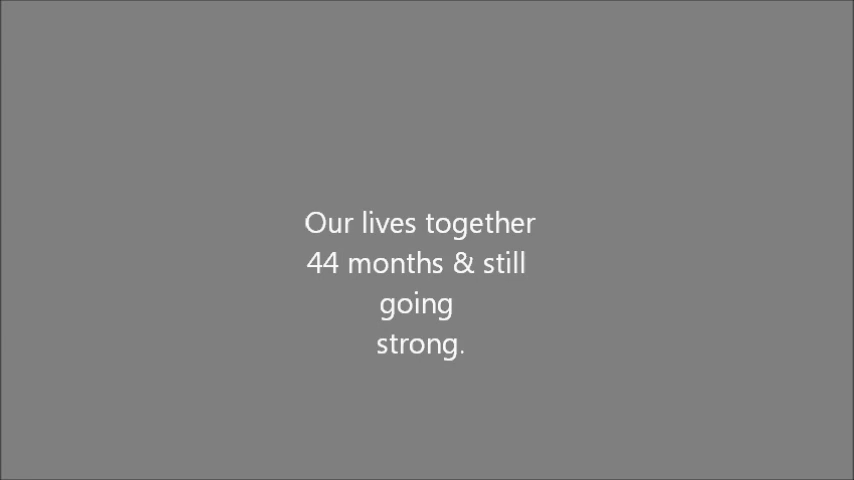 Our lives together
44 months & still
going
strong.